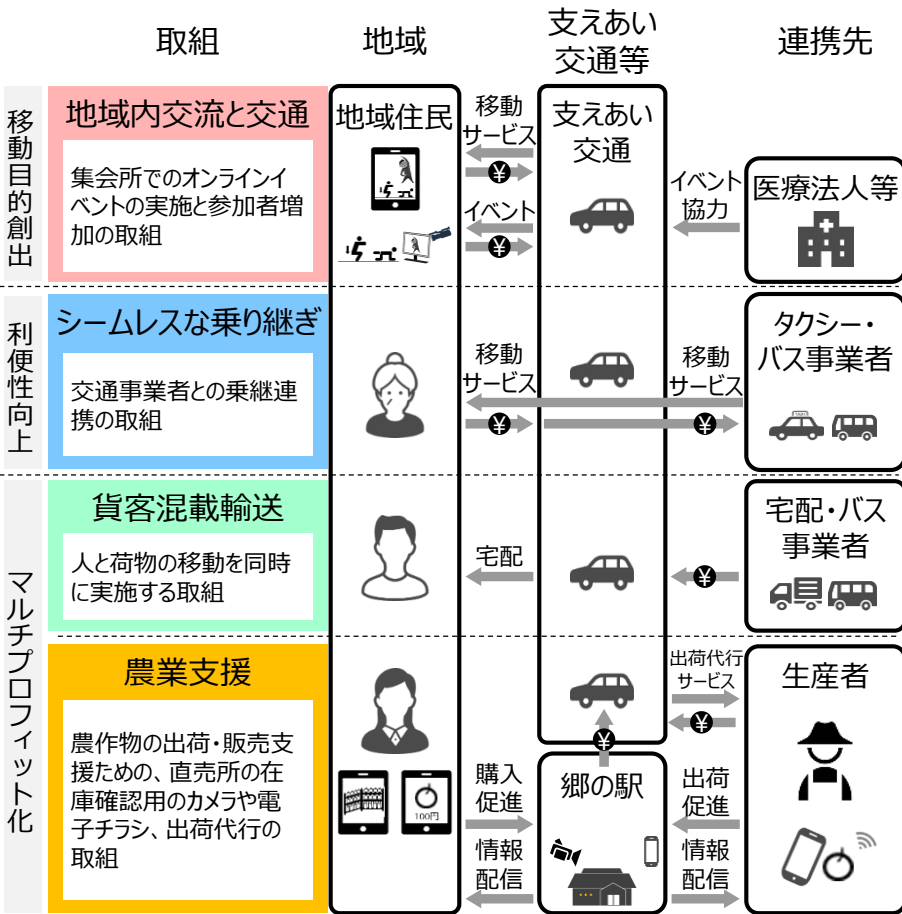 取組
地域
支えあい
交通等
連携先
移動目的創出
地域内交流と交通
集会所でのオンラインイ
ベントの実施と参加者増
加の取組
地域住民
移動
サービス
¥
イベント
¥
支えあい
交通
イベント
協力
医療法人等
利便性向上
シームレスな乗り継ぎ
交通事業者との乗継連
携の取組
移動
サービス
¥
移動
サービス
¥
タクシー・
バス事業者
TAXI
マルチプロフィット化
貨客混載輸送
人と荷物の移動を同時
に実施する取組
宅配
¥
宅配・バス
事業者
農業支援
農作物の出荷・販売支
援ための、直売所の在
庫確認用のカメラや電
子チラシ、出荷代行の
取組
100円
購入
促進
情報
配信
¥
郷の駅
出荷代行
サービス
¥
出荷
促進
情報
配信
生産者